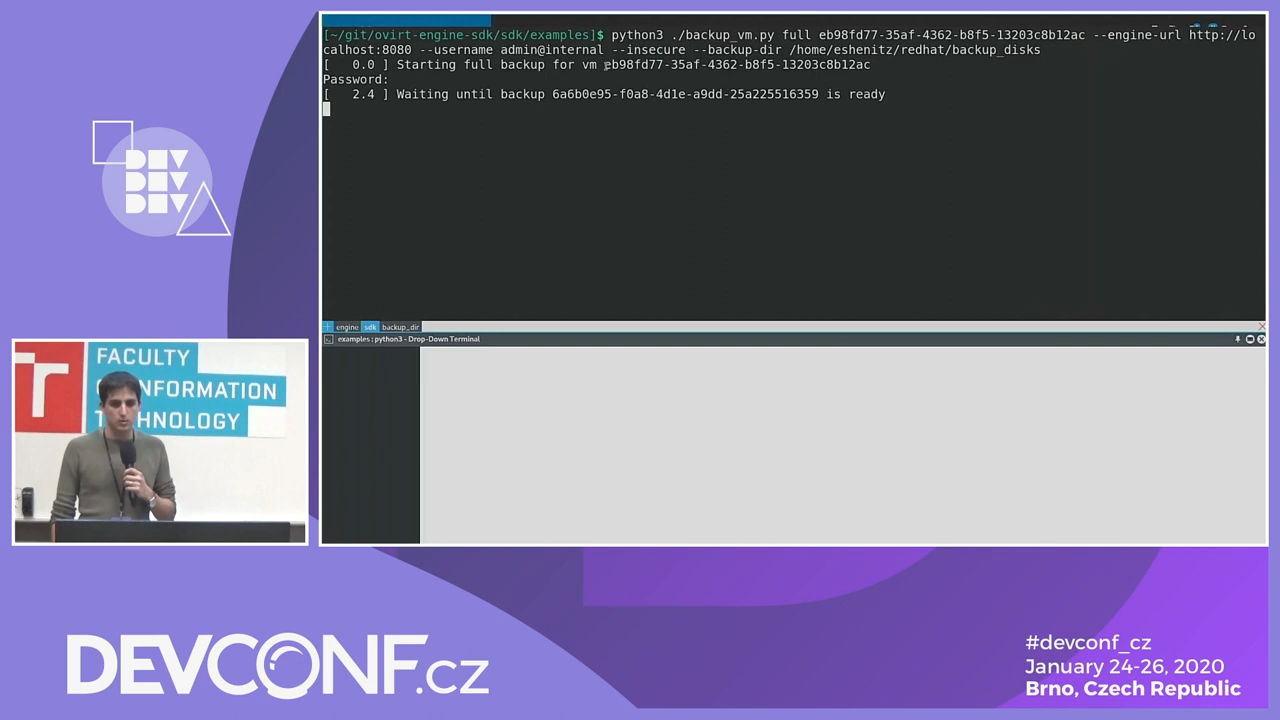 [~/git/ovirt-engine-sdk/sdk/examples]$ python3 ./backup_vm.py full eb98fd77-35af-4362-b8f5-13203c8b12ac --engine-url http://lo
calhost:8080 --username admin@internal --insecure --backup-dir /home/eshenitz/redhat/backup_disks
[   0.0 ] Starting full backup for vm eb98fd77-35af-4362-b8f5-13203c8b12ac
Password:
[   2.4 ] Waiting until backup 6a6b0e95-f0a8-4d1e-a9dd-25a225516359 is ready
engine sdk backup_dir
examples : python3 - Drop-Down Terminal
DEV
DEV
DEV
FACULTY
INFORMATION
TECHNOLOGY
DEVCONF.cz
#devconf_cz
January 24-26, 2020
Brno, Czech Republic